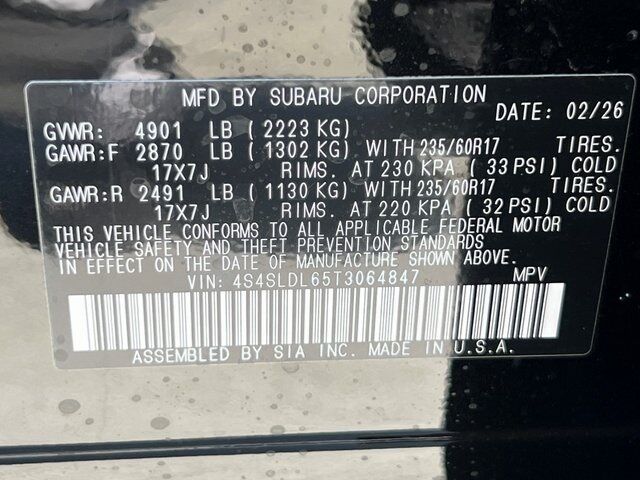 MFD BY SUBARU CORPORATION DATE: 02/26
GVWR: 4901 LB ( 2223 KG)
GAWR:F 2870 LB ( 1302 KG) WITH 235/60R17 TIRES.
17X7J RIMS. AT 230 KPA ( 33 PSI) COLD
GAWR:R 2491 LB ( 1130 KG) WITH 235/60R17 TIRES.
17X7J RIMS. AT 220 KPA ( 32 PSI) COLD
THIS VEHICLE CONFORMS TO ALL APPLICABLE FEDERAL MOTOR
VEHICLE SAFETY AND THEFT PREVENTION STANDARDS
IN EFFECT ON THE DATE OF MANUFACTURE SHOWN ABOVE.
VIN: 4S4SLDL65T3064847 MPV
ASSEMBLED BY SIA INC. MADE IN U.S.A.